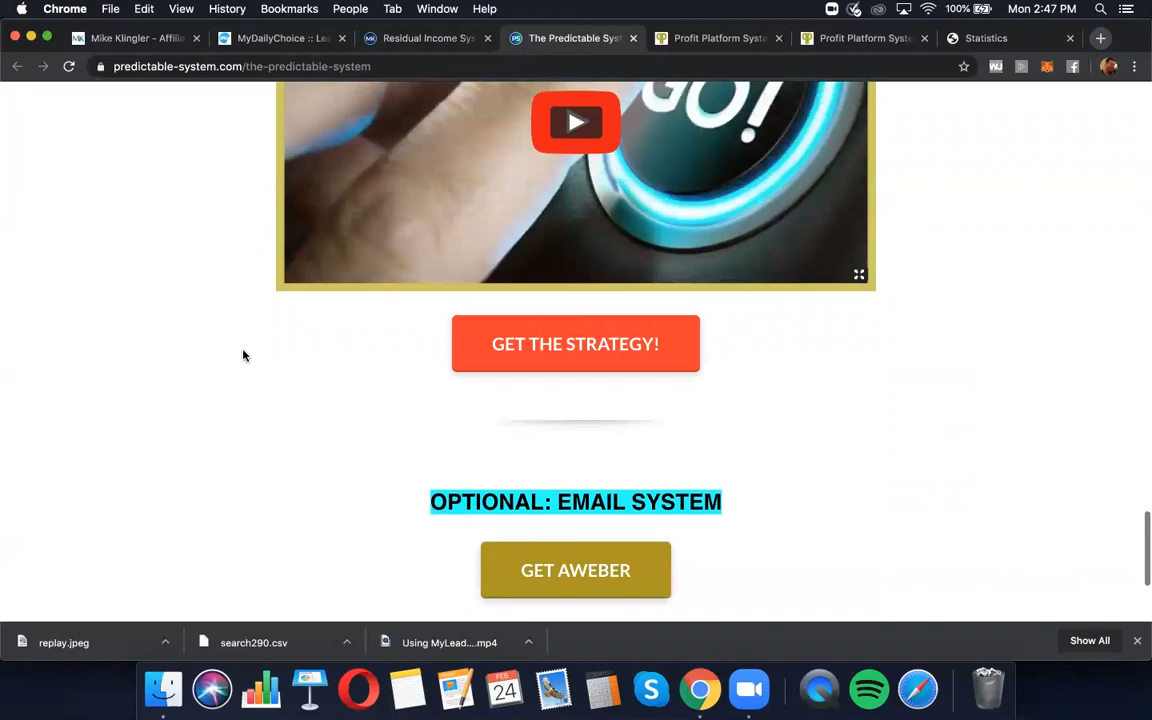 Chrome File Edit View History Bookmarks People Tab Window Help 100% Mon 2:47 PM
Mike Klingler - Affilia MyDailyChoice :: Lea Residual Income Sys The Predictable Syst Profit Platform Syste Profit Platform Syste Statistics
predictable-system.com/the-predictable-system
GO!
GET THE STRATEGY!
OPTIONAL: EMAIL SYSTEM
GET AWEBER
replay.jpeg search290.csv Using MyLead....mp4 Show All
FEB
24